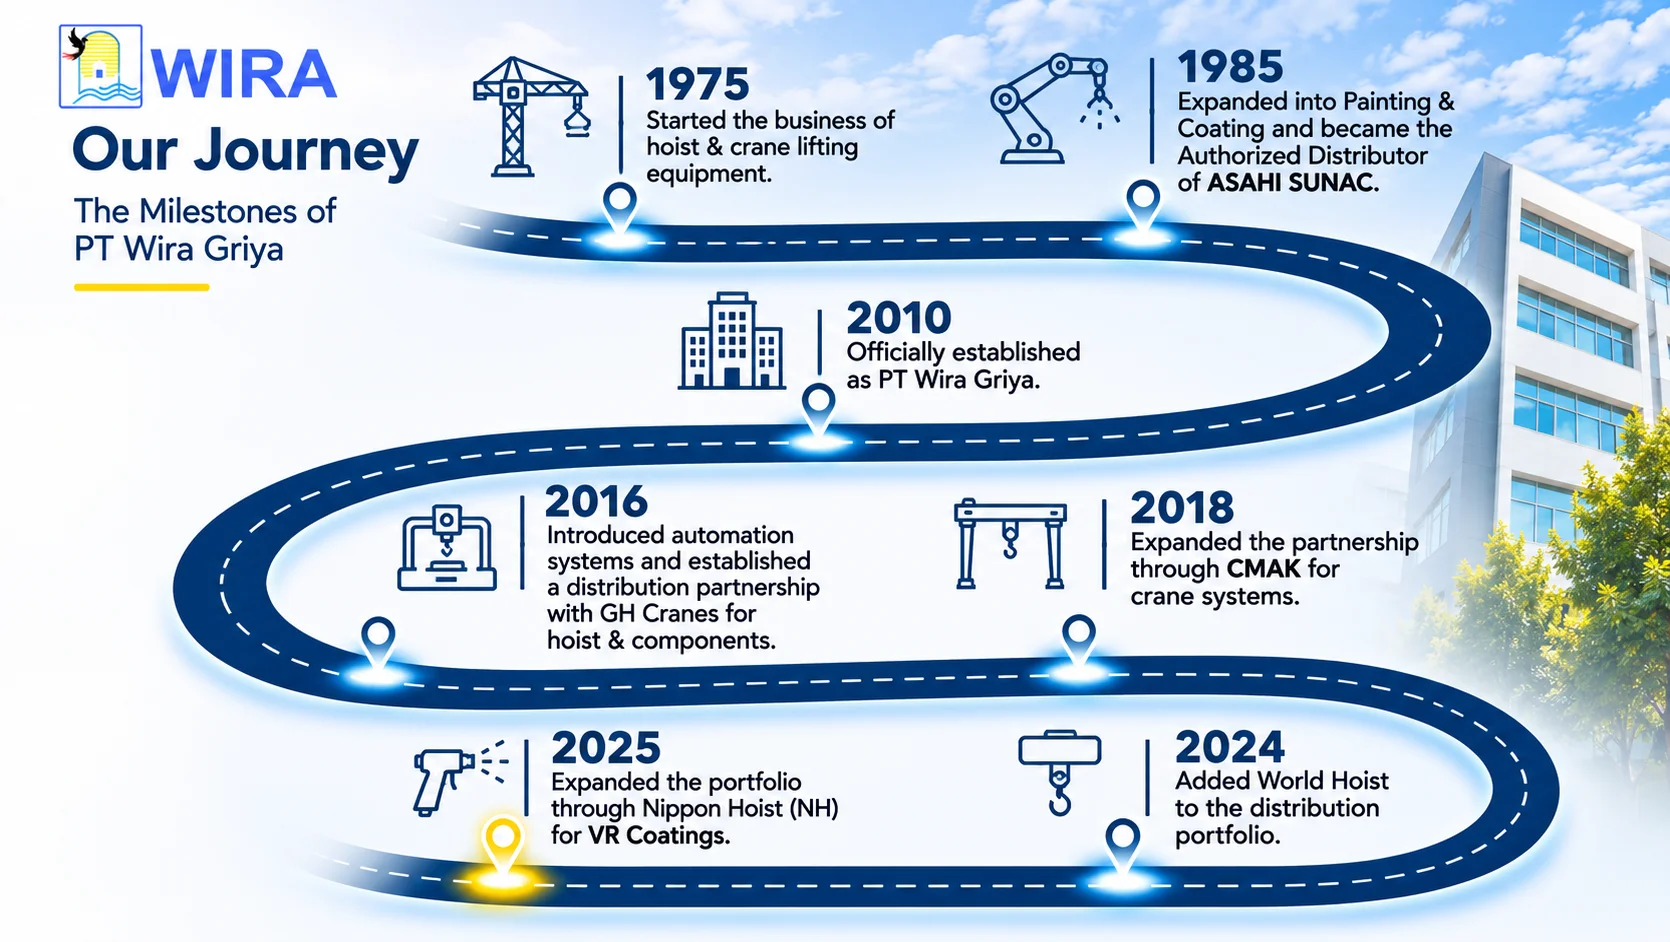 WIRA
Our Journey
The Milestones of
PT Wira Griya
1975
Started the business of
hoist & crane lifting
equipment.
1985
Expanded into Painting &
Coating and became the
Authorized Distributor
of ASAHI SUNAC.
2010
Officially established
as PT Wira Griya.
2016
Introduced automation
systems and established
a distribution partnership
with GH Cranes for
hoist & components.
2018
Expanded the partnership
through CMAK for
crane systems.
2025
Expanded the portfolio
through Nippon Hoist (NH)
for VR Coatings.
2024
Added World Hoist
to the distribution
portfolio.